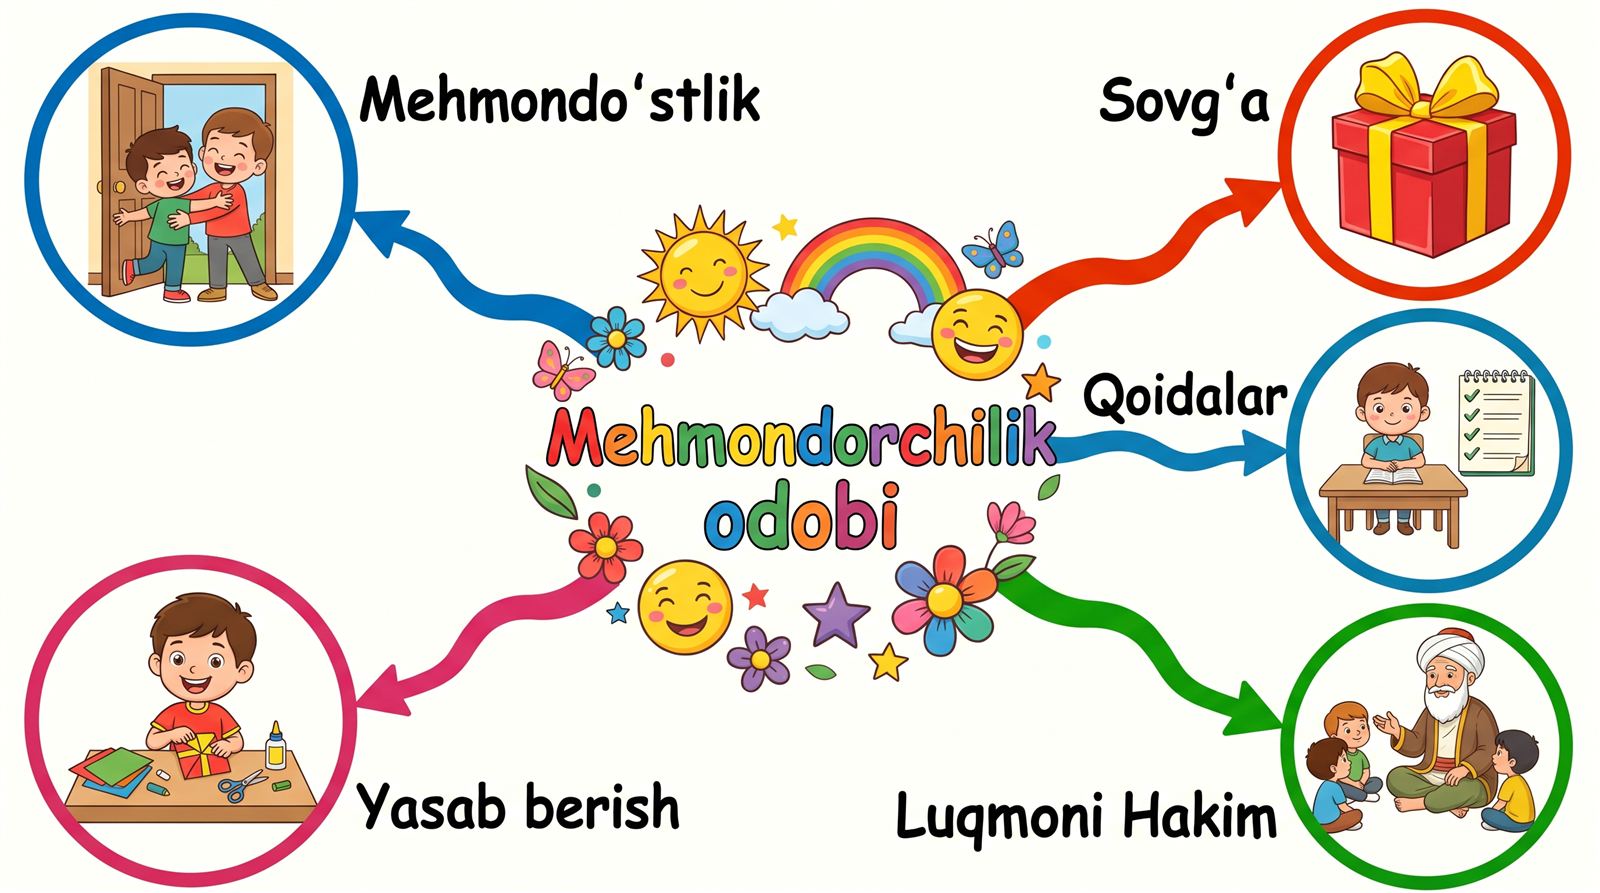 Mehmondo'stlik
Sovg'a
Qoidalar
Mehmondorchilik
odobi
Yasab berish
Luqmoni Hakim